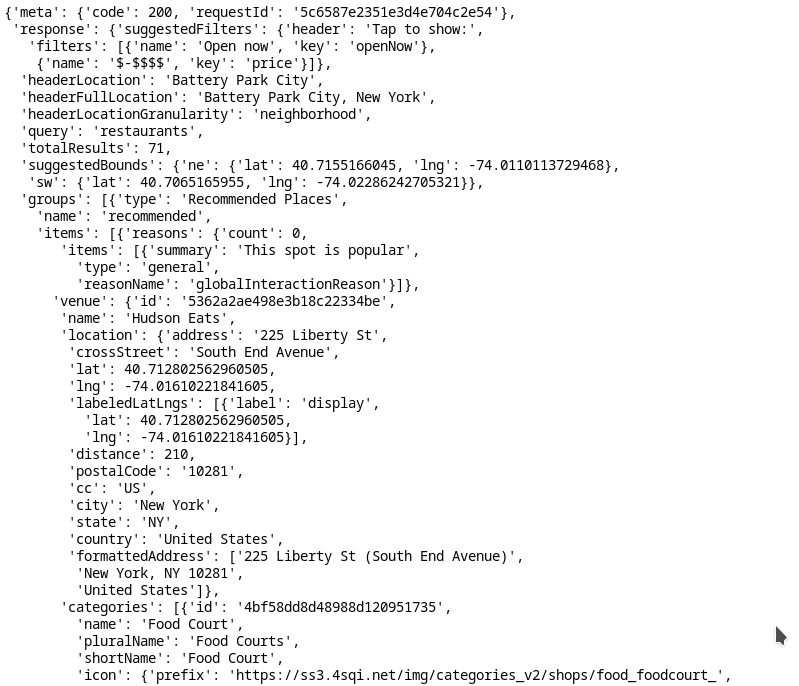 {'meta': {'code': 200, 'requestId': '5c6587e2351e3d4e704c2e54'},
'response': {'suggestedFilters': {'header': 'Tap to show:',
'filters': [{'name': 'Open now', 'key': 'openNow'},
{'name': '$-$$$$', 'key': 'price'}]},
'headerLocation': 'Battery Park City',
'headerFullLocation': 'Battery Park City, New York',
'headerLocationGranularity': 'neighborhood',
'query': 'restaurants',
'totalResults': 71,
'suggestedBounds': {'ne': {'lat': 40.7155166045, 'lng': -74.0110113729468},
'sw': {'lat': 40.7065165955, 'lng': -74.02286242705321}},
'groups': [{'type': 'Recommended Places',
'name': 'recommended',
'items': [{'reasons': {'count': 0,
'items': [{'summary': 'This spot is popular',
'type': 'general',
'reasonName': 'globalInteractionReason'}]},
'venue': {'id': '5362a2ae498e3b18c22334be',
'name': 'Hudson Eats',
'location': {'address': '225 Liberty St',
'crossStreet': 'South End Avenue',
'lat': 40.712802562960505,
'lng': -74.01610221841605,
'labeledLatLngs': [{'label': 'display',
'lat': 40.712802562960505,
'lng': -74.01610221841605}],
'distance': 210,
'postalCode': '10281',
'cc': 'US',
'city': 'New York',
'state': 'NY',
'country': 'United States',
'formattedAddress': ['225 Liberty St (South End Avenue)',
'New York, NY 10281',
'United States']},
'categories': [{'id': '4bf58dd8d48988d120951735',
'name': 'Food Court',
'pluralName': 'Food Courts',
'shortName': 'Food Court',
'icon': {'prefix': 'https://ss3.4sqi.net/img/categories_v2/shops/food_foodcourt_',